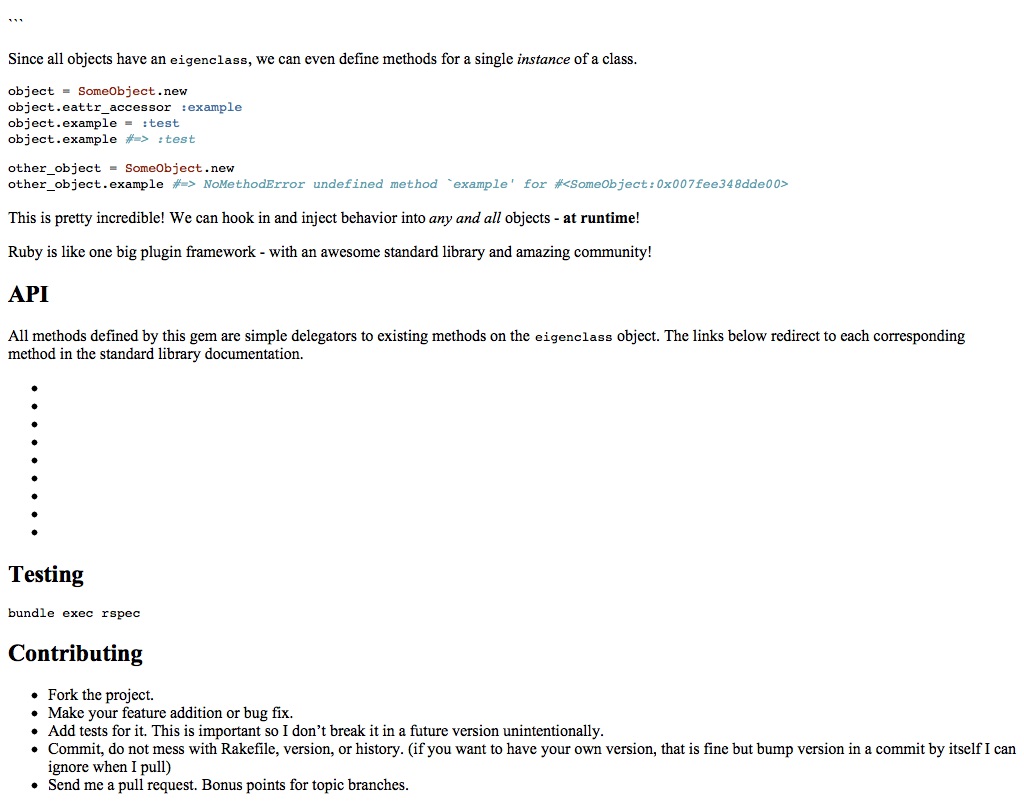 ```
Since all objects have an eigenclass, we can even define methods for a single instance of a class.
object = SomeObject.new
object.eattr_accessor :example
object.example = :test
object.example #=> :test
other_object = SomeObject.new
other_object.example #=> NoMethodError undefined method `example' for #<SomeObject:0x007fee348dde00>
This is pretty incredible! We can hook in and inject behavior into any and all objects - at runtime!
Ruby is like one big plugin framework - with an awesome standard library and amazing community!
API
All methods defined by this gem are simple delegators to existing methods on the eigenclass object. The links below redirect to each corresponding
method in the standard library documentation.
•
•
•
•
•
•
•
•
•
Testing
bundle exec rspec
Contributing
• Fork the project.
• Make your feature addition or bug fix.
• Add tests for it. This is important so I don’t break it in a future version unintentionally.
• Commit, do not mess with Rakefile, version, or history. (if you want to have your own version, that is fine but bump version in a commit by itself I can
ignore when I pull)
• Send me a pull request. Bonus points for topic branches.